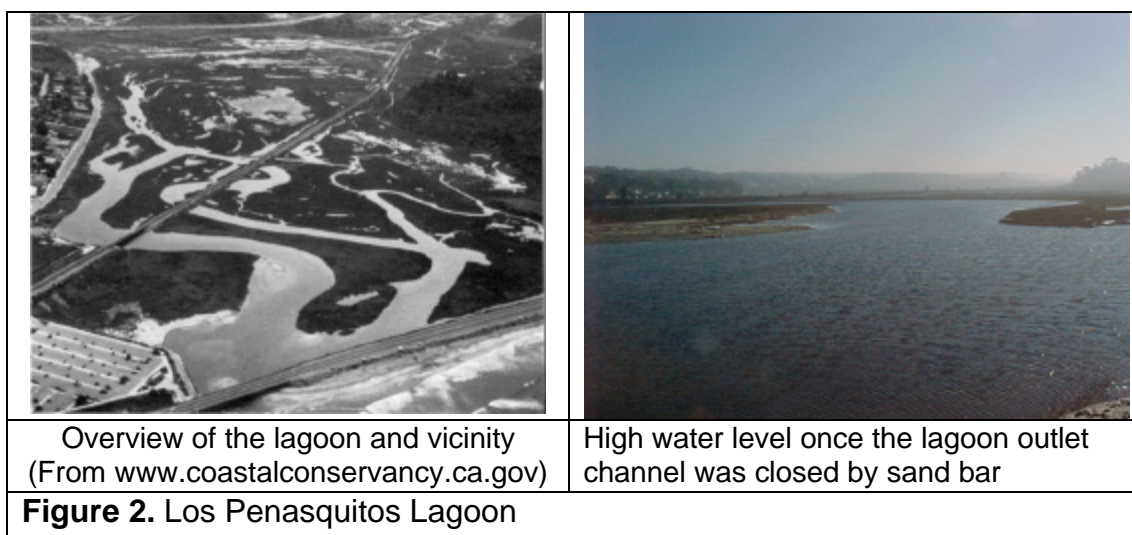 Overview of the lagoon and vicinity
(From www.coastalconservancy.ca.gov)
High water level once the lagoon outlet
channel was closed by sand bar
Figure 2. Los Penasquitos Lagoon